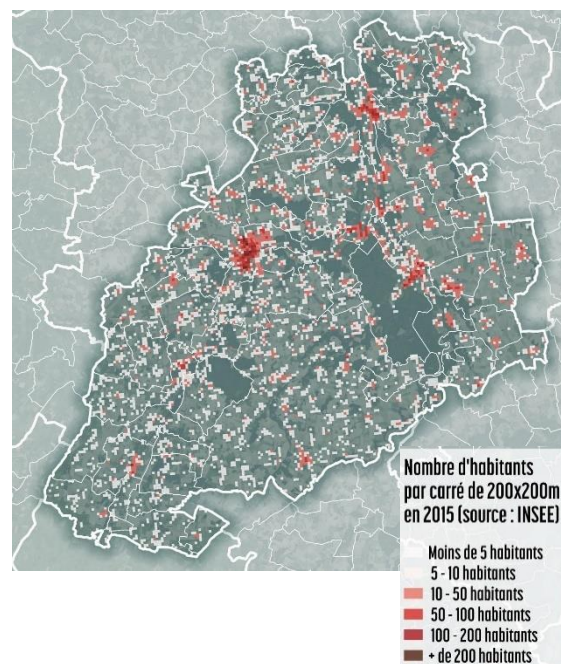 Nombre d'habitants
par carré de 200x200m
en 2015 (source : INSEE)
Moins de 5 habitants
5 - 10 habitants
10 - 50 habitants
50 - 100 habitants
100 - 200 habitants
+ de 200 habitants